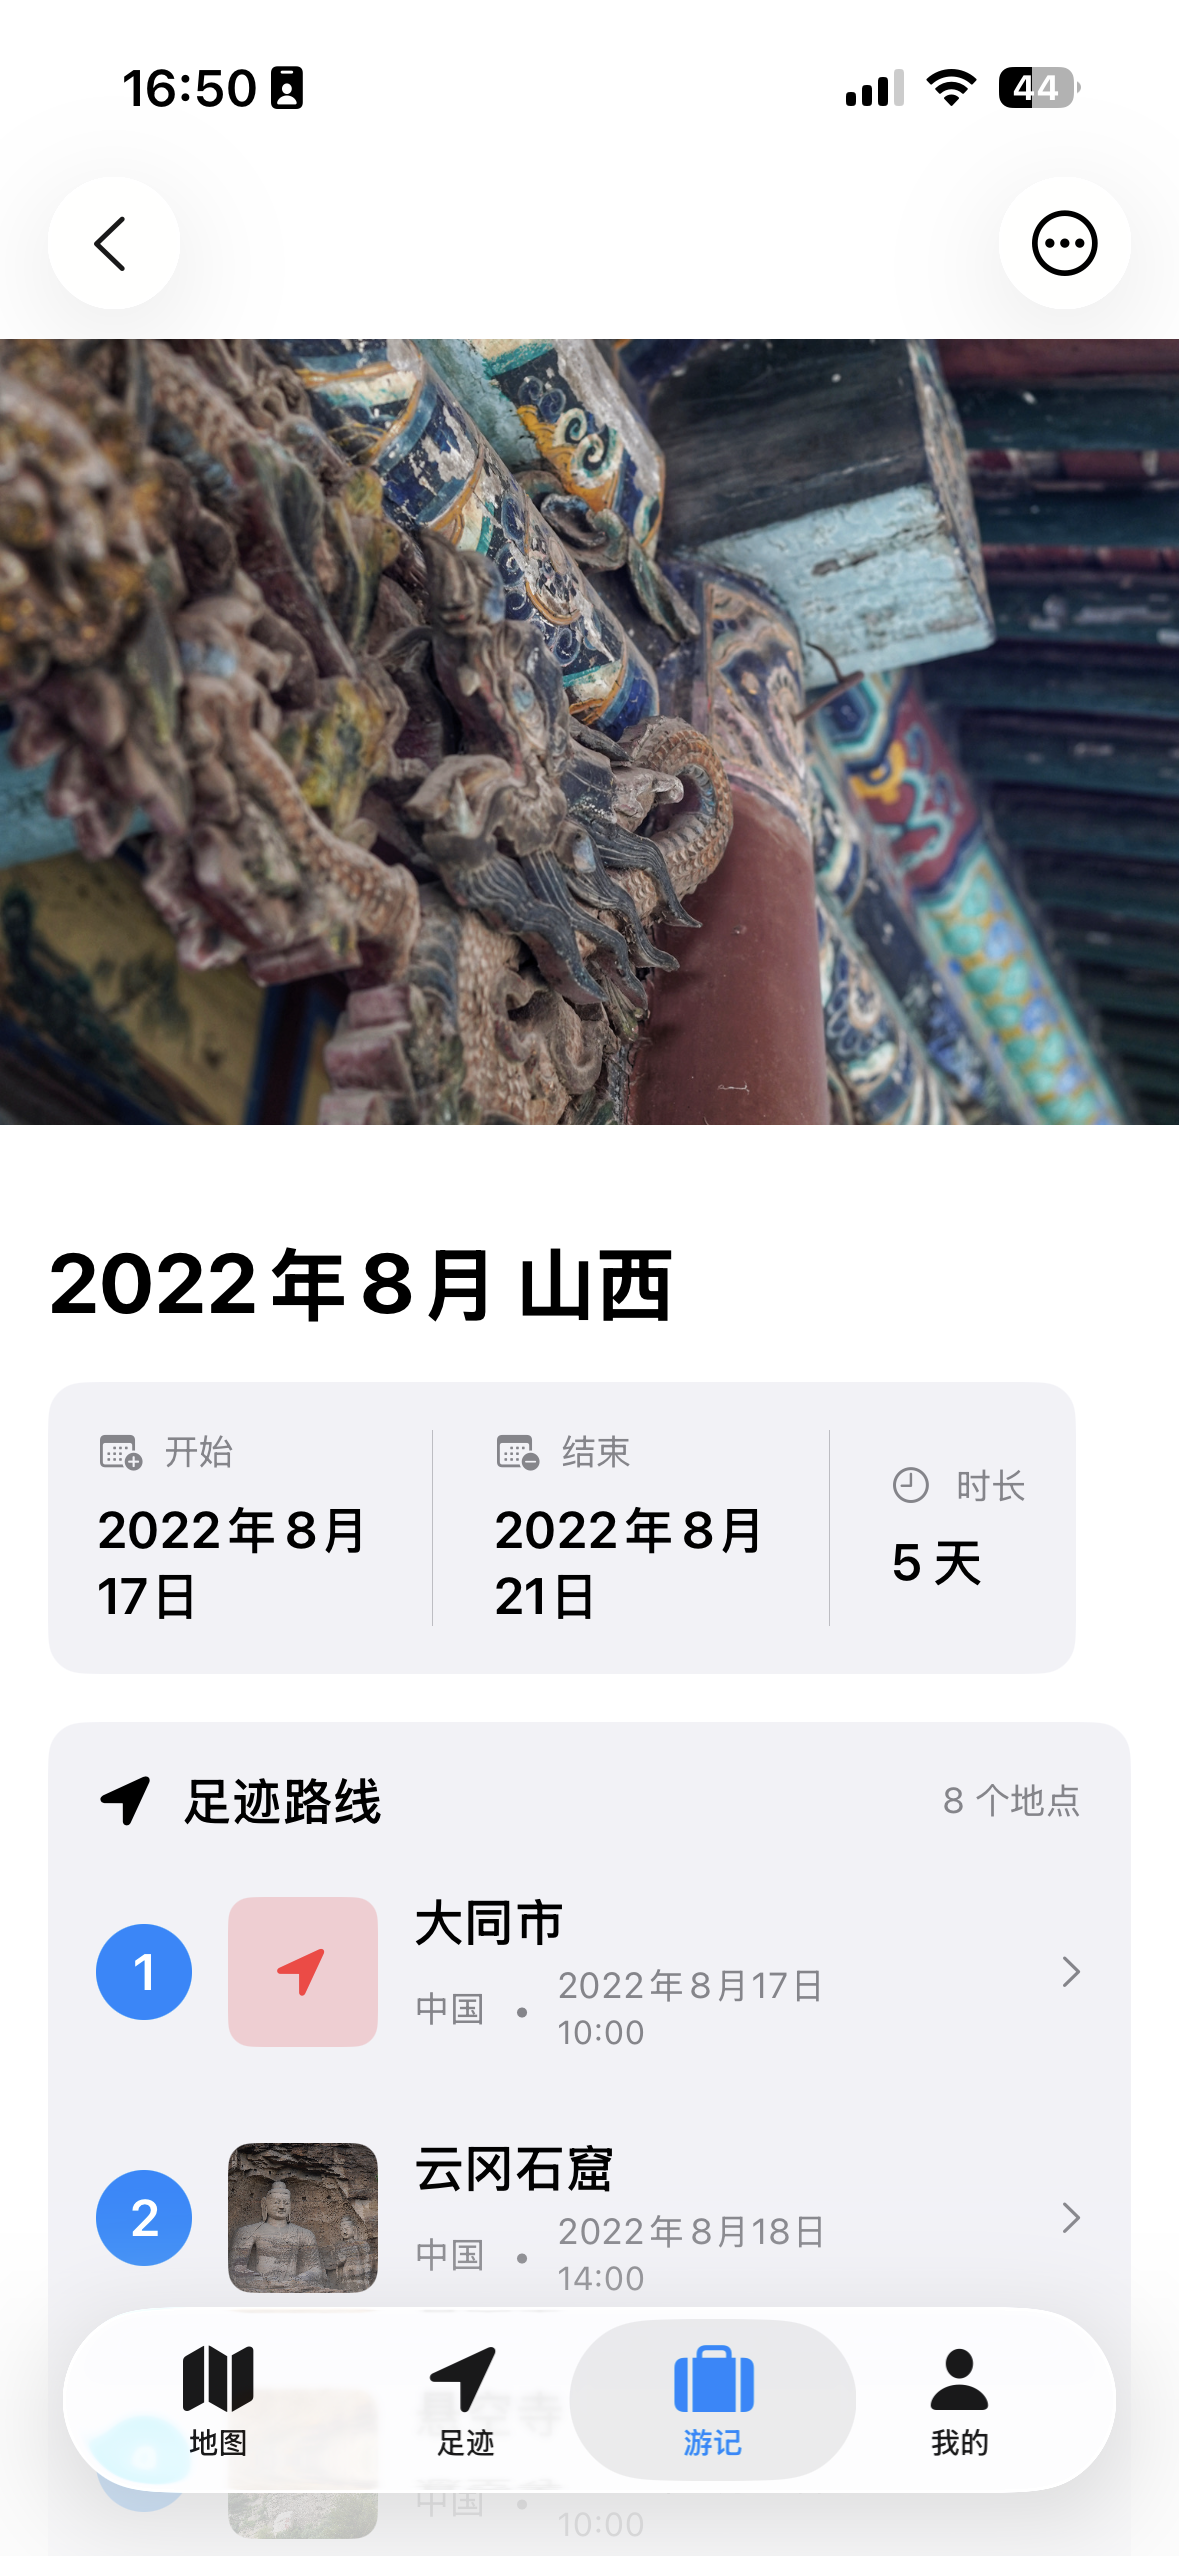 16:50
44
2022年8月 山西
开始
2022年8月
17日
结束
2022年8月
21日
时长
5 天
足迹路线
8 个地点
1
大同市
中国 • 2022年8月17日
10:00
2
云冈石窟
中国 • 2022年8月18日
14:00
悬空寺
中国 •
10:00
地图
足迹
游记
我的